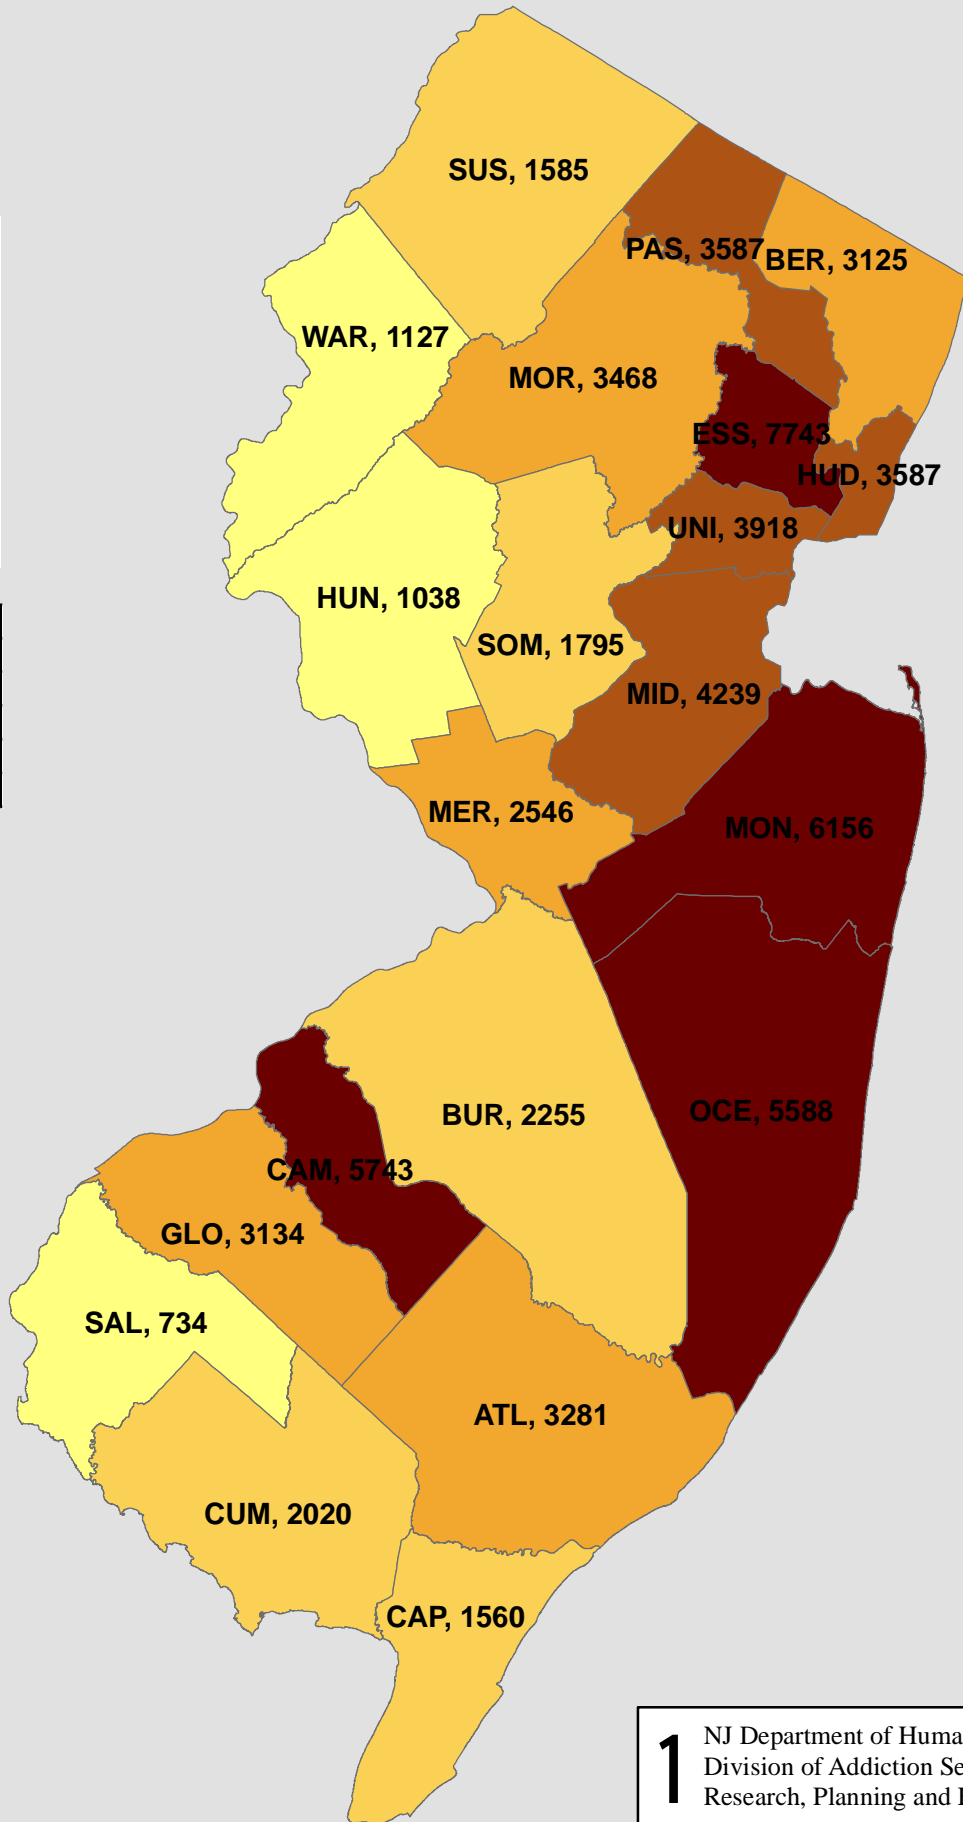 SUS, 1585
PAS, 3587
BER, 3125
WAR, 1127
MOR, 3468
ESS, 7743
HUD, 3587
UNI, 3918
HUN, 1038
SOM, 1795
MID, 4239
MER, 2546
MON, 6156
BUR, 2255
OCE, 5588
CAM, 5743
GLO, 3134
SAL, 734
ATL, 3281
CUM, 2020
CAP, 1560
1
NJ Department of Huma
Division of Addiction Se
Research, Planning and